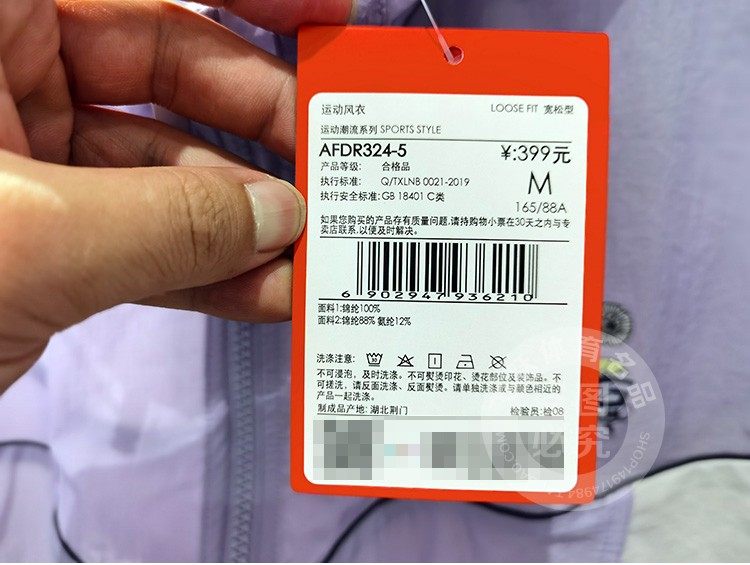 运动风衣 LOOSE FIT 宽松型
运动潮流系列 SPORTS STYLE
AFDR324-5 ¥:399元
产品等级: 合格品
执行标准: Q/TXLNB 0021-2019 M
执行安全标准:GB 18401 C类 165/88A
如果您购买的产品存有质量问题,请持购物小票在30天之内与专
卖店联系,以便及时解决。
6 902947 936210
面料1:锦纶100%
面料2:锦纶88% 氨纶12%
洗涤注意:
不可浸泡，及时洗涤。不可熨烫印花、烫花部位及装饰品。不
可搓洗，请反面洗涤、反面熨烫。请单独洗涤或与颜色相近的
产品一起洗涤。
制成品产地: 湖北荆门 检验员:检08
育名品
图
必究
SHOP149174984